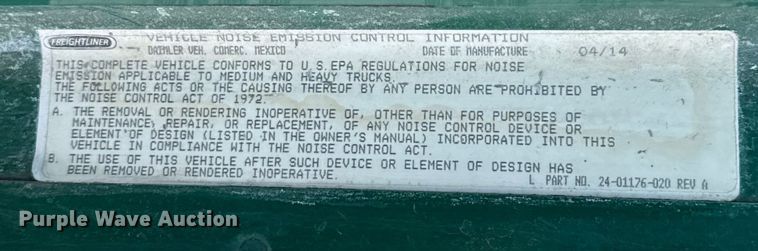 FREIGHTLINER
VEHICLE NOISE EMISSION CONTROL INFORMATION
DAIMLER VEH. COMERC. MEXICO DATE OF MANUFACTURE 04/14
THIS COMPLETE VEHICLE CONFORMS TO U.S.EPA REGULATIONS FOR NOISE
EMISSION APPLICABLE TO MEDIUM AND HEAVY TRUCKS.
THE FOLLOWING ACTS OR THE CAUSING THEREOF BY ANY PERSON ARE PROHIBITED BY
THE NOISE CONTROL ACT OF 1972.
A. THE REMOVAL OR RENDERING INOPERATIVE OF, OTHER THAN FOR PURPOSES OF
MAINTENANCE, REPAIR, OR REPLACEMENT, OF ANY NOISE CONTROL DEVICE OR
ELEMENT OF DESIGN (LISTED IN THE OWNER'S MANUAL) INCORPORATED INTO THIS
VEHICLE IN COMPLIANCE WITH THE NOISE CONTROL ACT.
B. THE USE OF THIS VEHICLE AFTER SUCH DEVICE OR ELEMENT OF DESIGN HAS
BEEN REMOVED OR RENDERED INOPERATIVE.
L PART NO. 24-01176-020 REV A
Purple Wave Auction